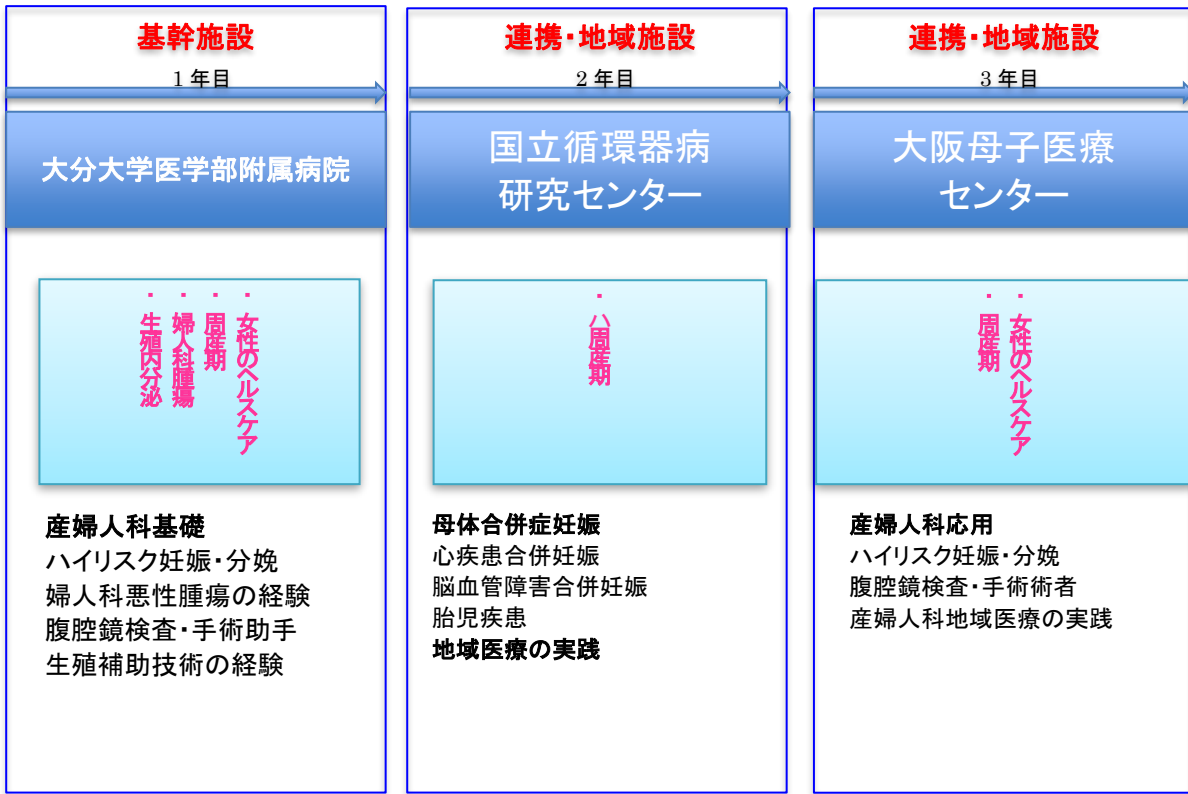 基幹施設
1 年目
大分大学医学部附属病院
・女性のヘルスケア
・周産期
・婦人科腫瘍
・生殖内分泌
産婦人科基礎
ハイリスク妊娠・分娩
婦人科悪性腫瘍の経験
腹腔鏡検査・手術助手
生殖補助技術の経験
連携・地域施設
2 年目
国立循環器病
研究センター
・ハ周産期
母体合併症妊娠
心疾患合併妊娠
脳血管障害合併妊娠
胎児疾患
地域医療の実践
連携・地域施設
3 年目
大阪母子医療
センター
・女性のヘルスケア
・周産期
産婦人科応用
ハイリスク妊娠・分娩
腹腔鏡検査・手術術者
産婦人科地域医療の実践